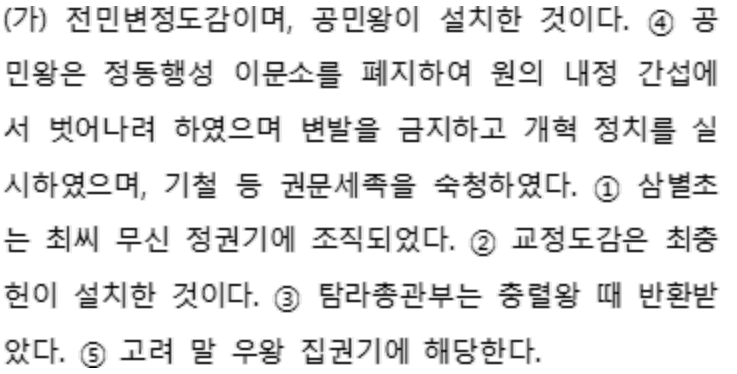 (가) 전민변정도감이며, 공민왕이 설치한 것이다. ④ 공
민왕은 정동행성 이문소를 폐지하여 원의 내정 간섭에
서 벗어나려 하였으며 변발을 금지하고 개혁 정치를 실
시하였으며, 기철 등 권문세족을 숙청하였다. ① 삼별초
는 최씨 무신 정권기에 조직되었다. ② 교정도감은 최충
헌이 설치한 것이다. ③ 탐라총관부는 충렬왕 때 반환받
았다. ⑤ 고려 말 우왕 집권기에 해당한다.